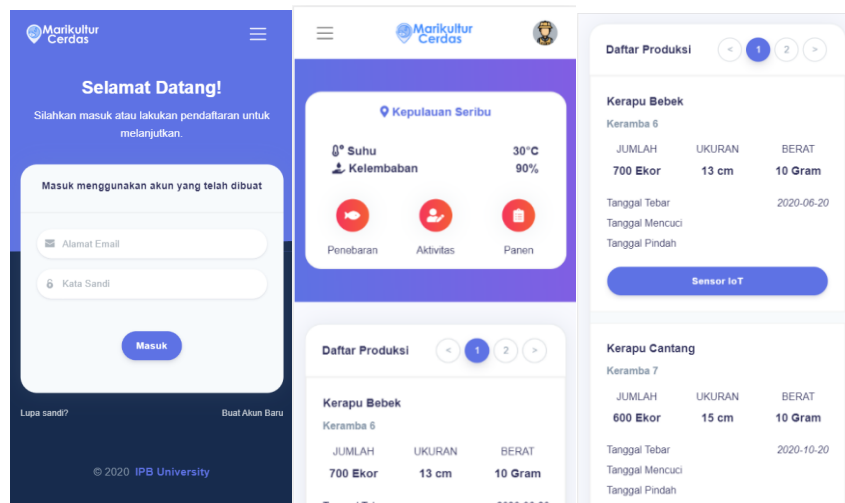 Marikultur
Cerdas
Selamat Datang!
Silahkan masuk atau lakukan pendaftaran untuk
melanjutkan.
Masuk menggunakan akun yang telah dibuat
Alamat Email
Kata Sandi
Masuk
Lupa sandi? Buat Akun Baru
© 2020 IPB University
Marikultur
Cerdas
Kepulauan Seribu
Suhu 30°C
Kelembaban 90%
Penebaran Aktivitas Panen
Daftar Produksi < 1 2 >
Kerapu Bebek
Keramba 6
JUMLAH UKURAN BERAT
700 Ekor 13 cm 10 Gram
Daftar Produksi < 1 2 >
Kerapu Bebek
Keramba 6
JUMLAH UKURAN BERAT
700 Ekor 13 cm 10 Gram
Tanggal Tebar 2020-06-20
Tanggal Mencuci
Tanggal Pindah
Sensor IoT
Kerapu Cantang
Keramba 7
JUMLAH UKURAN BERAT
600 Ekor 15 cm 10 Gram
Tanggal Tebar 2020-10-20
Tanggal Mencuci
Tanggal Pindah